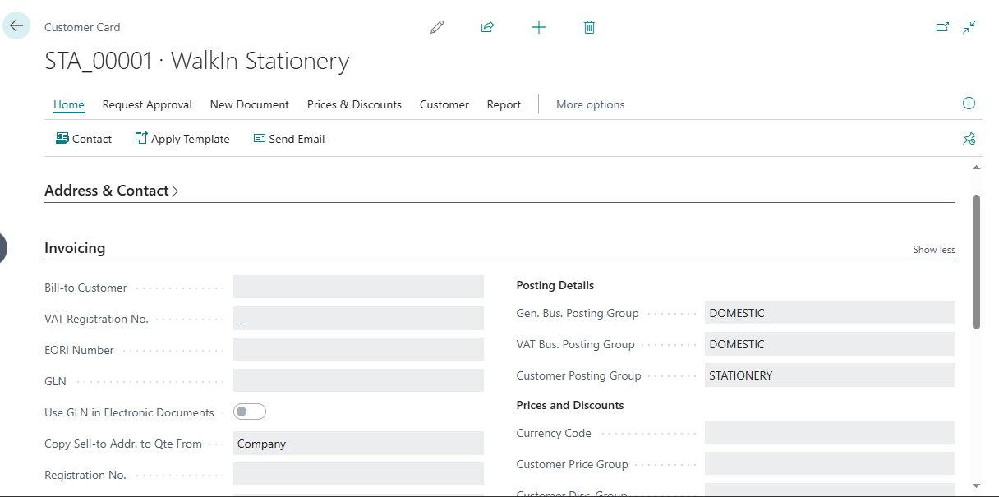 Customer Card
STA_00001 · WalkIn Stationery
Home Request Approval New Document Prices & Discounts Customer Report More options
Contact Apply Template Send Email
Address & Contact
Invoicing
Show less
Bill-to Customer
VAT Registration No. _
EORI Number
GLN
Use GLN in Electronic Documents
Copy Sell-to Addr. to Qte From Company
Registration No.
Posting Details
Gen. Bus. Posting Group DOMESTIC
VAT Bus. Posting Group DOMESTIC
Customer Posting Group STATIONERY
Prices and Discounts
Currency Code
Customer Price Group
Customer Disc. Group